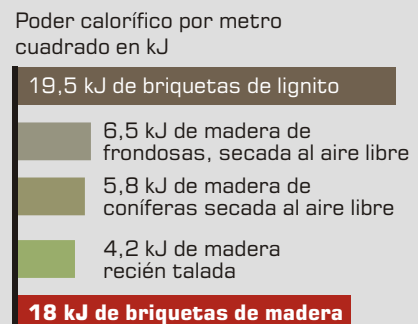 Poder calorífico por metro
cuadrado en kJ
19,5 kJ de briquetas de lignito
6,5 kJ de madera de
frondosas, secada al aire libre
5,8 kJ de madera de
coníferas secada al aire libre
4,2 kJ de madera
recién talada
18 kJ de briquetas de madera